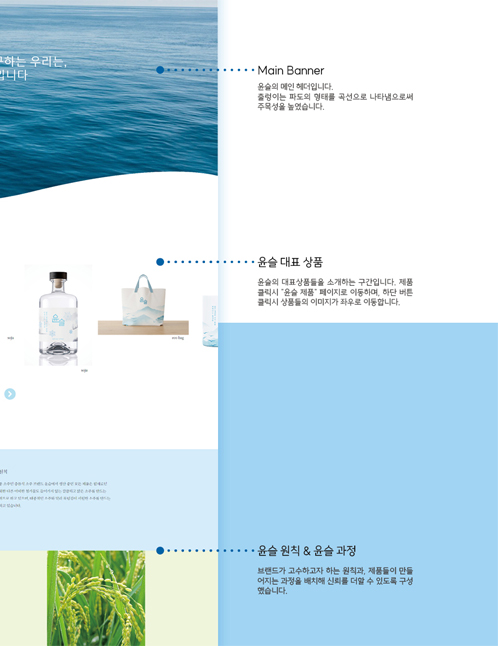 하는 우리는,
입니다
Main Banner
윤슬의 메인 헤더입니다.
출렁이는 파도의 형태를 곡선으로 나타냄으로써
주목성을 높였습니다.
윤슬 대표 상품
윤슬의 대표상품들을 소개하는 구간입니다. 제품
클릭시 "윤슬 제품" 페이지로 이동하며, 하단 버튼
클릭시 상품들의 이미지가 좌우로 이동합니다.
윤슬
eco bag
윤슬 원칙 & 윤슬 과정
브랜드가 고수하고자 하는 원칙과, 제품들이 만들
어지는 과정을 배치해 신뢰를 더할 수 있도록 구성
했습니다.